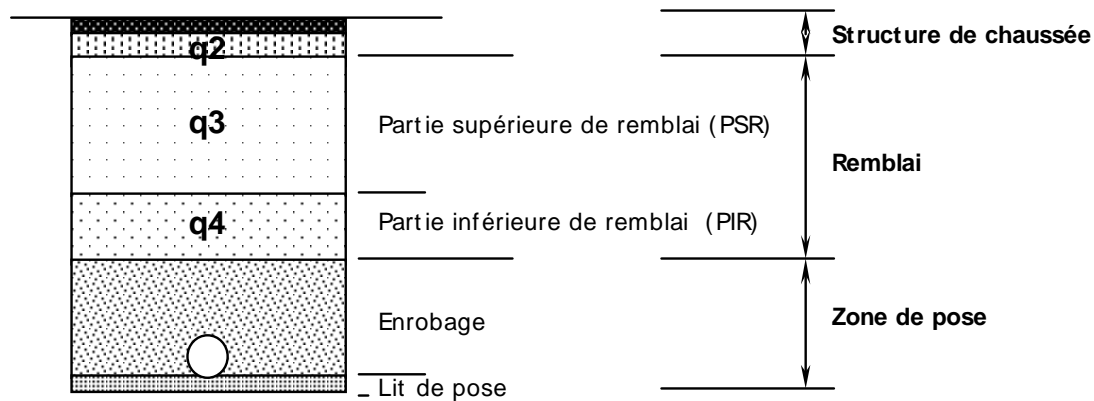 q2
Structure de chaussée
q3
Partie supérieure de remblai (PSR)
Remblai
q4
Partie inférieure de remblai (PIR)
Enrobage
Zone de pose
Lit de pose